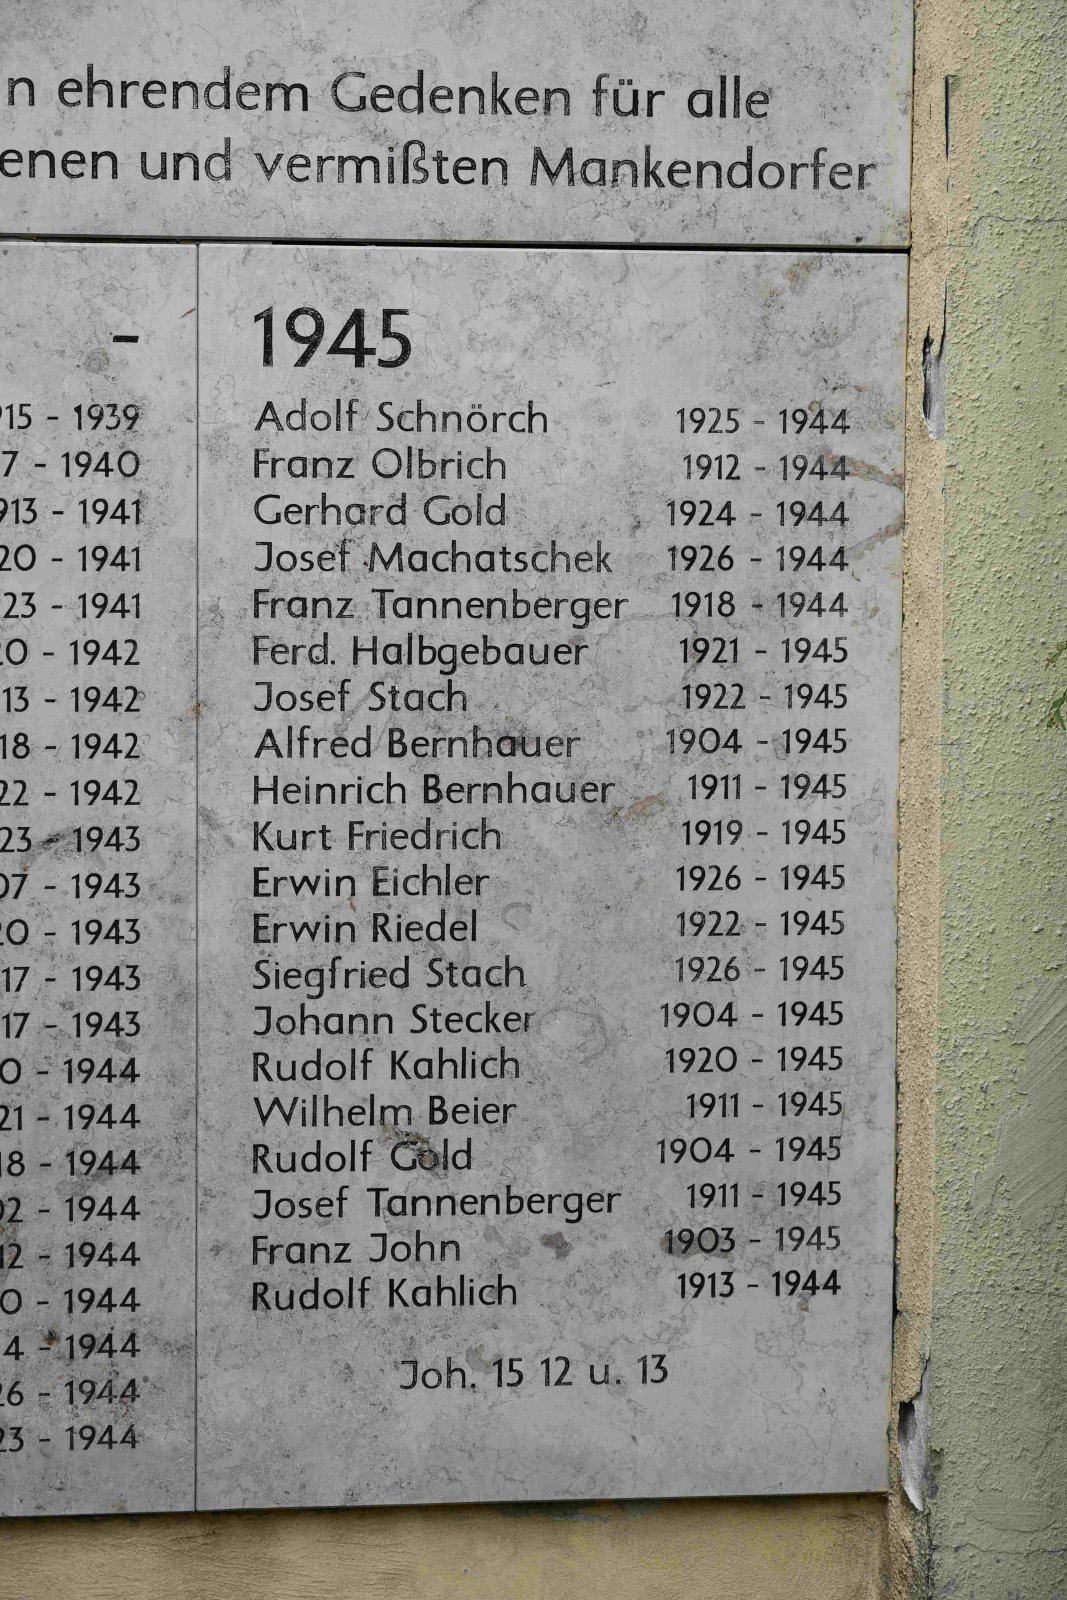 n ehrendem Gedenken für alle
enen und vermißten Mankendorfer
– 1945
15 - 1939
7 - 1940
913 - 1941
20 - 1941
23 - 1941
20 - 1942
13 - 1942
18 - 1942
22 - 1942
23 - 1943
07 - 1943
20 - 1943
17 - 1943
17 - 1943
0 - 1944
21 - 1944
18 - 1944
02 - 1944
12 - 1944
0 - 1944
4 - 1944
26 - 1944
23 - 1944
Adolf Schnörch 1925 - 1944
Franz Olbrich 1912 - 1944
Gerhard Gold 1924 - 1944
Josef Machatschek 1926 - 1944
Franz Tannenberger 1918 - 1944
Ferd. Halbgebauer 1921 - 1945
Josef Stach 1922 - 1945
Alfred Bernhauer 1904 - 1945
Heinrich Bernhauer 1911 - 1945
Kurt Friedrich 1919 - 1945
Erwin Eichler 1926 - 1945
Erwin Riedel 1922 - 1945
Siegfried Stach 1926 - 1945
Johann Stecker 1904 - 1945
Rudolf Kahlich 1920 - 1945
Wilhelm Beier 1911 - 1945
Rudolf Gold 1904 - 1945
Josef Tannenberger 1911 - 1945
Franz John 1903 - 1945
Rudolf Kahlich 1913 - 1944
Joh. 15 12 u. 13